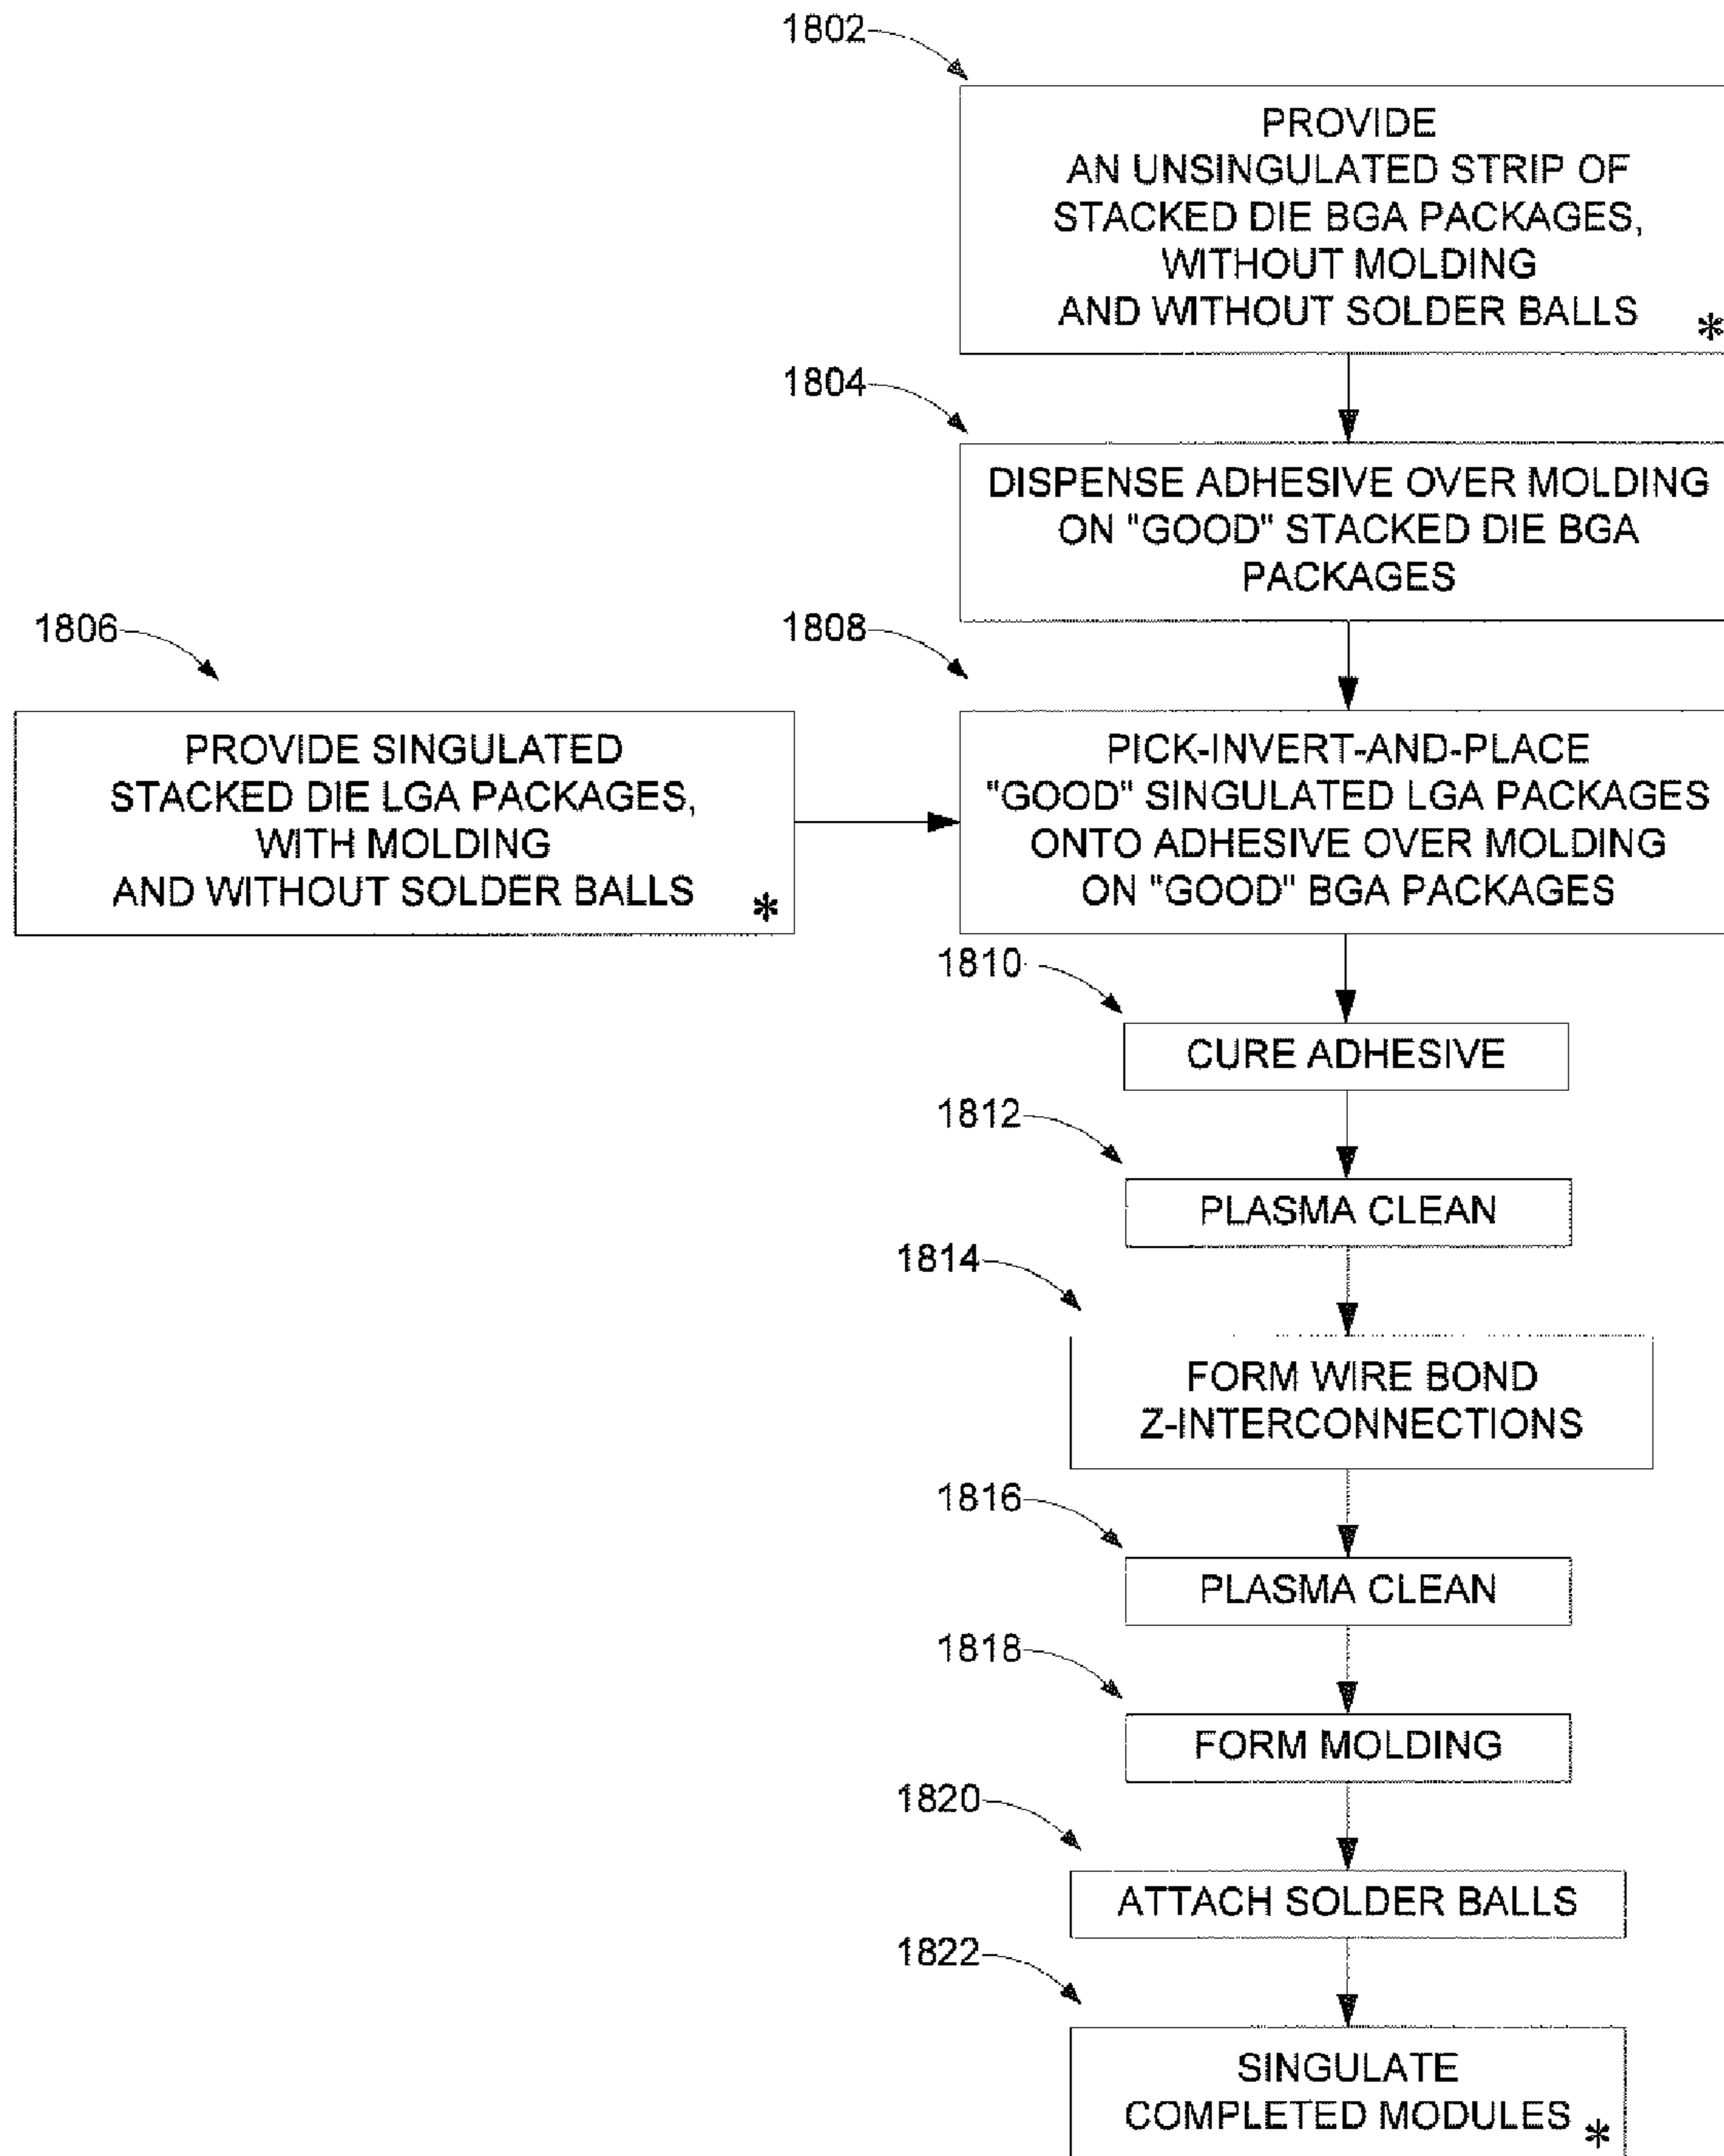 1802
PROVIDE
AN UNSINGULATED STRIP OF
STACKED DIE BGA PACKAGES,
WITHOUT MOLDING
AND WITHOUT SOLDER BALLS *
1804
DISPENSE ADHESIVE OVER MOLDING
ON "GOOD" STACKED DIE BGA
PACKAGES
1806
PROVIDE SINGULATED
STACKED DIE LGA PACKAGES,
WITH MOLDING
AND WITHOUT SOLDER BALLS *
1808
PICK-INVERT-AND-PLACE
"GOOD" SINGULATED LGA PACKAGES
ONTO ADHESIVE OVER MOLDING
ON "GOOD" BGA PACKAGES
1810
CURE ADHESIVE
1812
PLASMA CLEAN
1814
FORM WIRE BOND
Z-INTERCONNECTIONS
1816
PLASMA CLEAN
1818
FORM MOLDING
1820
ATTACH SOLDER BALLS
1822
SINGULATE
COMPLETED MODULES *